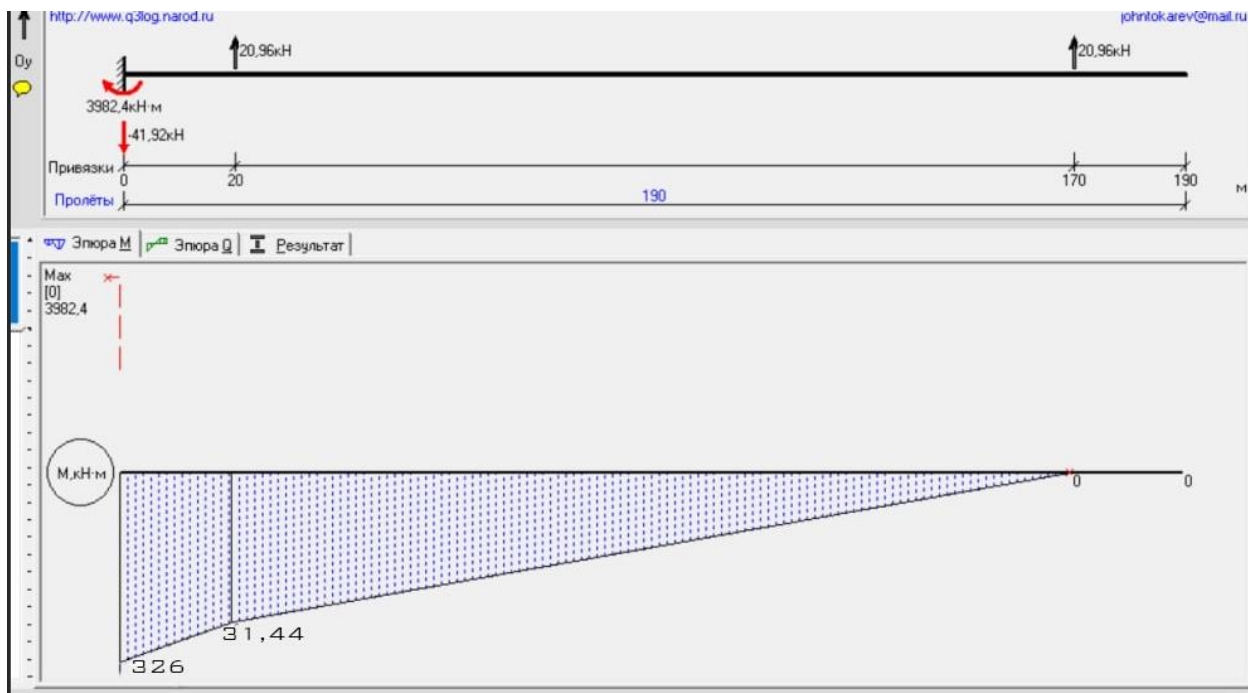 http://www.q3log.narod.ru johntokarev@mail.ru
0y
20,96кН 20,96кН
3982,4кН·м
-41,92кН
Привязки
0 20 170 190 м
Пролёты 190
Эпюра M Эпюра Q Результат
Max
[0]
3982,4
М,кН·м
0 0
31,44
326